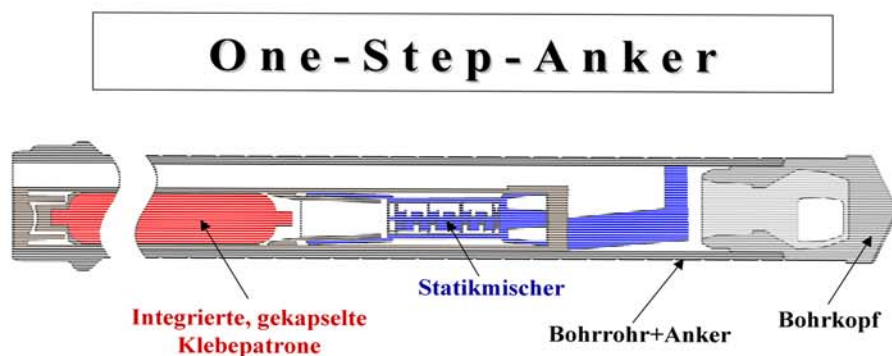 One-Step-Anker
Statikmischer
Integrierte, gekapselte
Klebepatrone
Bohrrohr+Anker
Bohrkopf